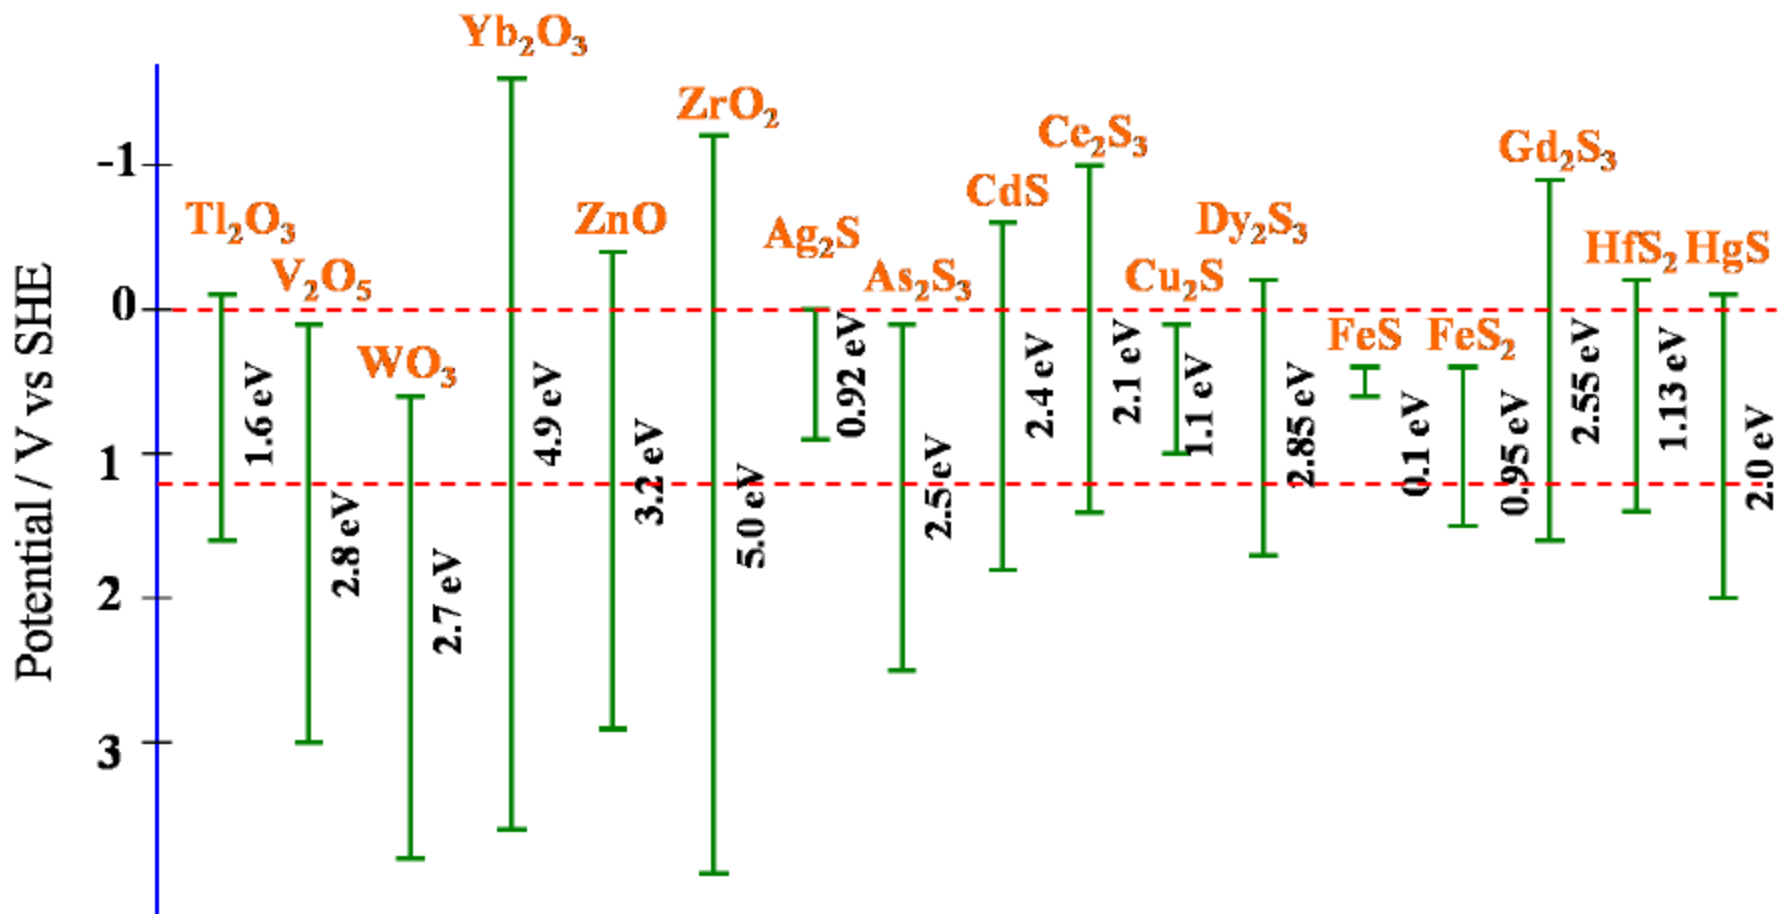 Potential / V vs SHE
-1
0
1
2
3
Tl₂O₃
1.6 eV
V₂O₅
2.8 eV
WO₃
2.7 eV
Yb₂O₃
4.9 eV
ZnO
3.2 eV
ZrO₂
5.0 eV
Ag₂S
0.92 eV
As₂S₃
2.5 eV
CdS
2.4 eV
Ce₂S₃
2.1 eV
Cu₂S
1.1 eV
Dy₂S₃
2.85 eV
FeS
0.1 eV
FeS₂
0.95 eV
Gd₂S₃
2.55 eV
HfS₂
1.13 eV
HgS
2.0 eV